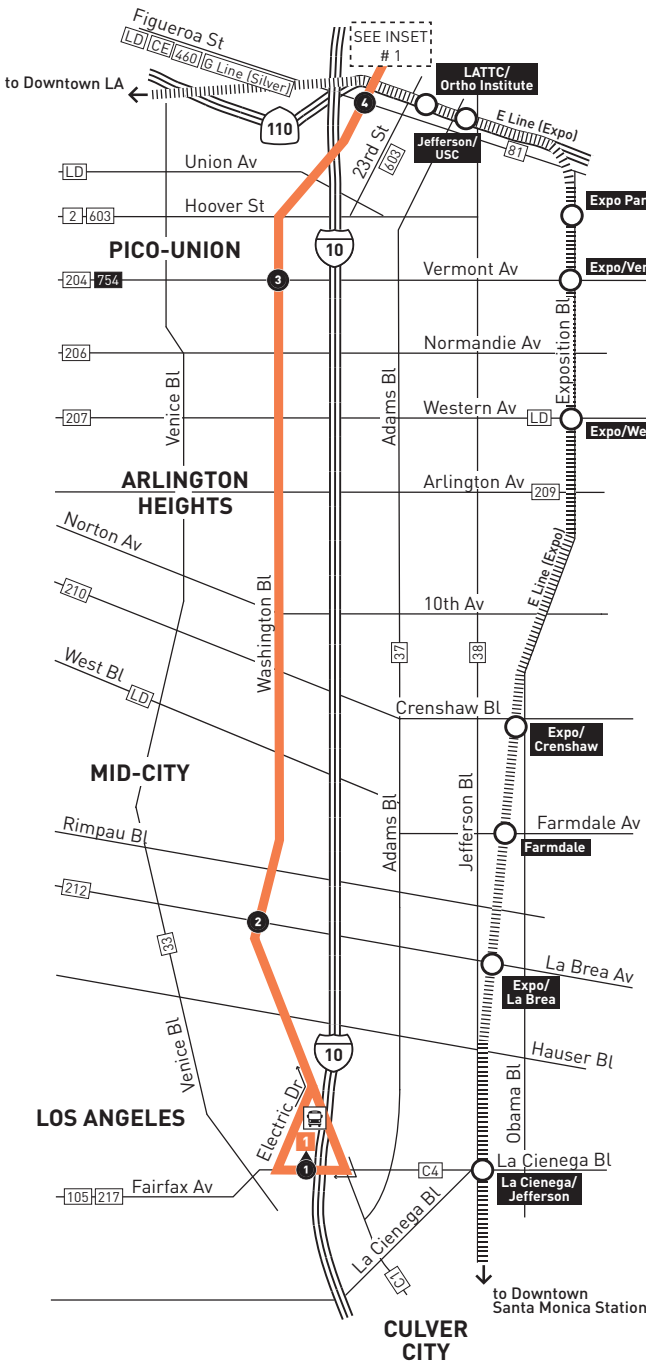 Figueroa St
LD CE 460 G Line (Silver)
SEE INSET
# 1
to Downtown LA
110
4
LATTC/
Ortho Institute
E Line (Expo)
Jefferson/
USC
81
23rd St
603
Union Av
LD
Hoover St
2 603
Expo Par
PICO-UNION
10
204 754
3
Vermont Av
Expo/Ver
206
Normandie Av
Venice Bl
Adams Bl
Exposition Bl
207
Western Av
LD
Expo/We
ARLINGTON
HEIGHTS
Arlington Av
209
Norton Av
E Line (Expo)
210
Washington Bl
10th Av
West Bl
LD
37
38
Crenshaw Bl
Expo/
Crenshaw
MID-CITY
Rimpau Bl
Adams Bl
Jefferson Bl
Farmdale Av
Farmdale
212
2
33
La Brea Av
Expo/
La Brea
Hauser Bl
10
Venice Bl
Electric Dr
Obama Bl
LOS ANGELES
1
1
C4
La Cienega Bl
La Cienega/
Jefferson
105 217
Fairfax Av
La Cienega Bl
C1
to Downtown
Santa Monica Station
CULVER
CITY